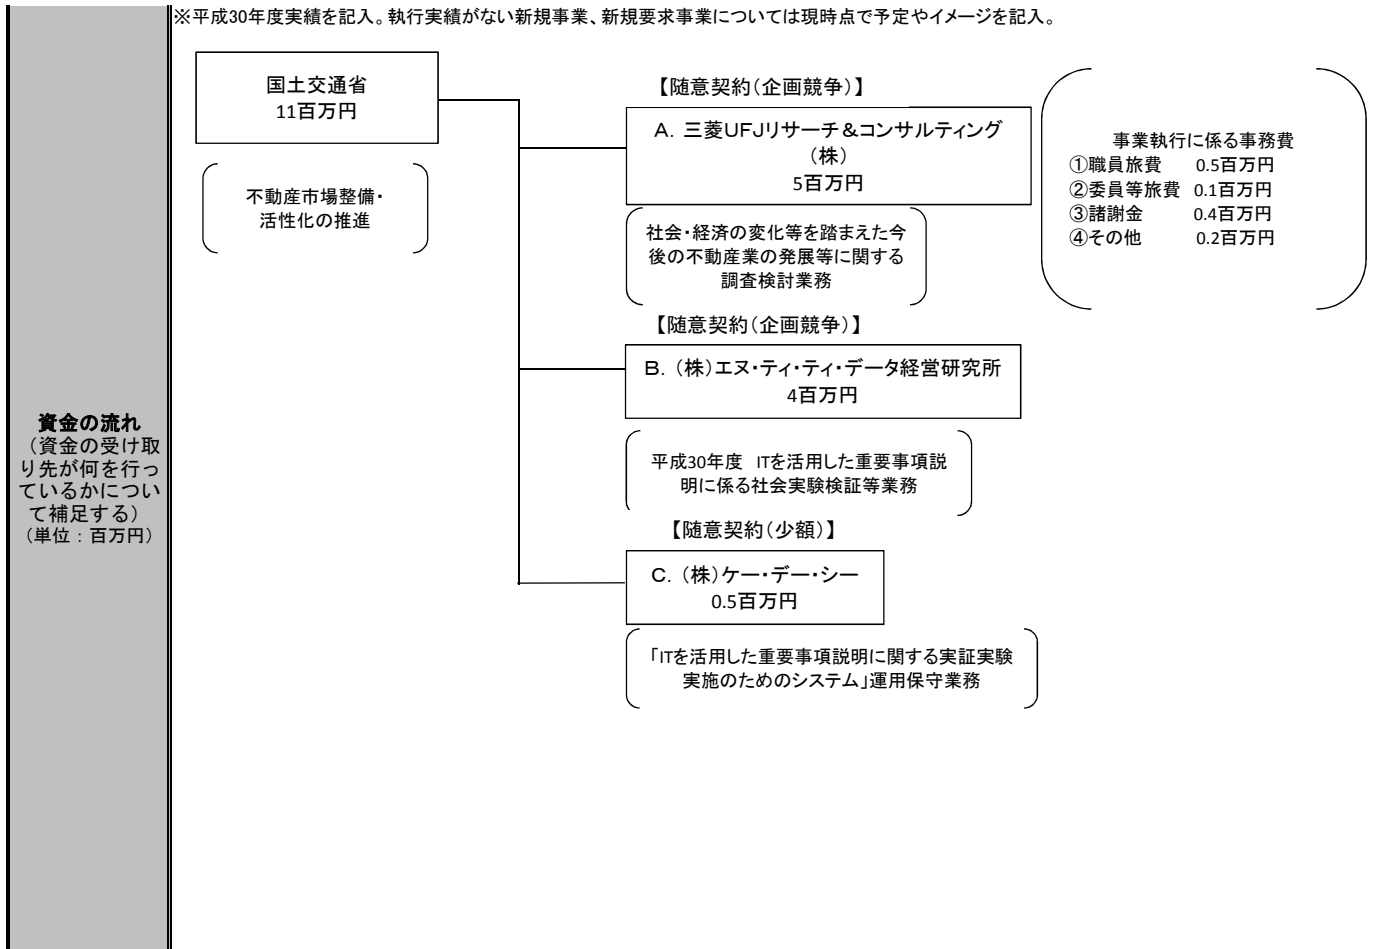 ※平成30年度実績を記入。執行実績がない新規事業、新規要求事業については現時点で予定やイメージを記入。
資金の流れ
（資金の受け取
り先が何を行っ
ているかについ
て補足する）
（単位：百万円）
国土交通省
11百万円
不動産市場整備・
活性化の推進
【随意契約（企画競争）】
A．三菱UFJリサーチ＆コンサルティング
（株）
5百万円
社会・経済の変化等を踏まえた今
後の不動産業の発展等に関する
調査検討業務
事業執行に係る事務費
①職員旅費　0.5百万円
②委員等旅費　0.1百万円
③諸謝金　0.4百万円
④その他　0.2百万円
【随意契約（企画競争）】
B．（株）エヌ・ティ・ティ・データ経営研究所
4百万円
平成30年度　ITを活用した重要事項説
明に係る社会実験検証等業務
【随意契約（少額）】
C．（株）ケー・デー・シー
0.5百万円
「ITを活用した重要事項説明に関する実証実験
実施のためのシステム」運用保守業務